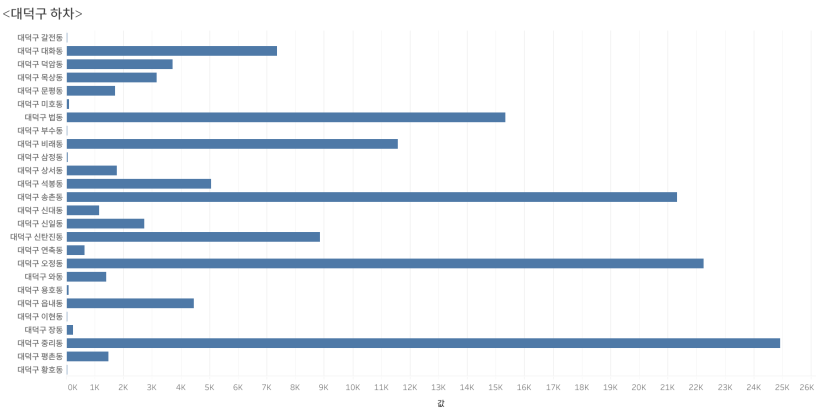 <대덕구 하차>
대덕구 갈전동
대덕구 대화동
대덕구 덕암동
대덕구 목상동
대덕구 문평동
대덕구 미호동
대덕구 법동
대덕구 부수동
대덕구 비래동
대덕구 삼정동
대덕구 상서동
대덕구 석봉동
대덕구 송촌동
대덕구 신대동
대덕구 신일동
대덕구 신탄진동
대덕구 연축동
대덕구 오정동
대덕구 와동
대덕구 용호동
대덕구 읍내동
대덕구 이현동
대덕구 장동
대덕구 중리동
대덕구 평촌동
대덕구 황호동
0K 1K 2K 3K 4K 5K 6K 7K 8K 9K 10K 11K 12K 13K 14K 15K 16K 17K 18K 19K 20K 21K 22K 23K 24K 25K 26K
값